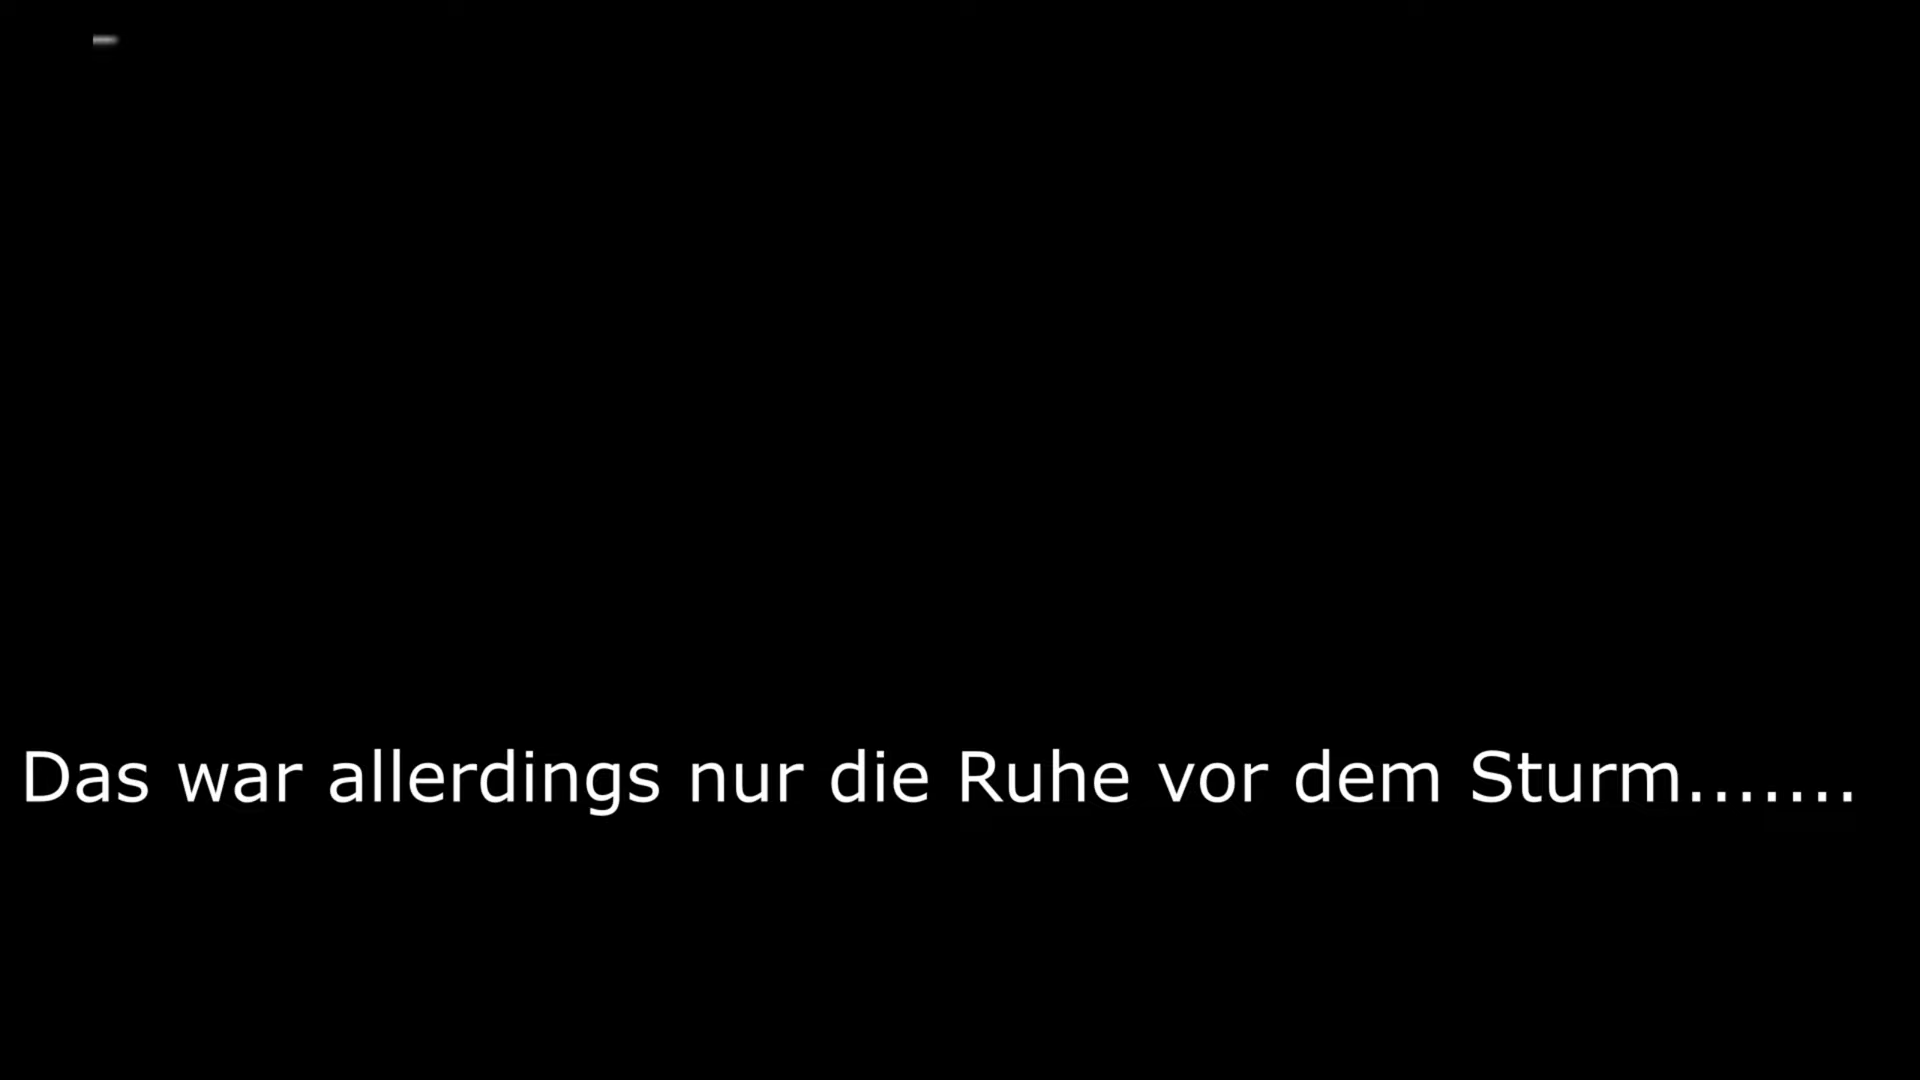 Das war allerdings nur die Ruhe vor dem Sturm.......